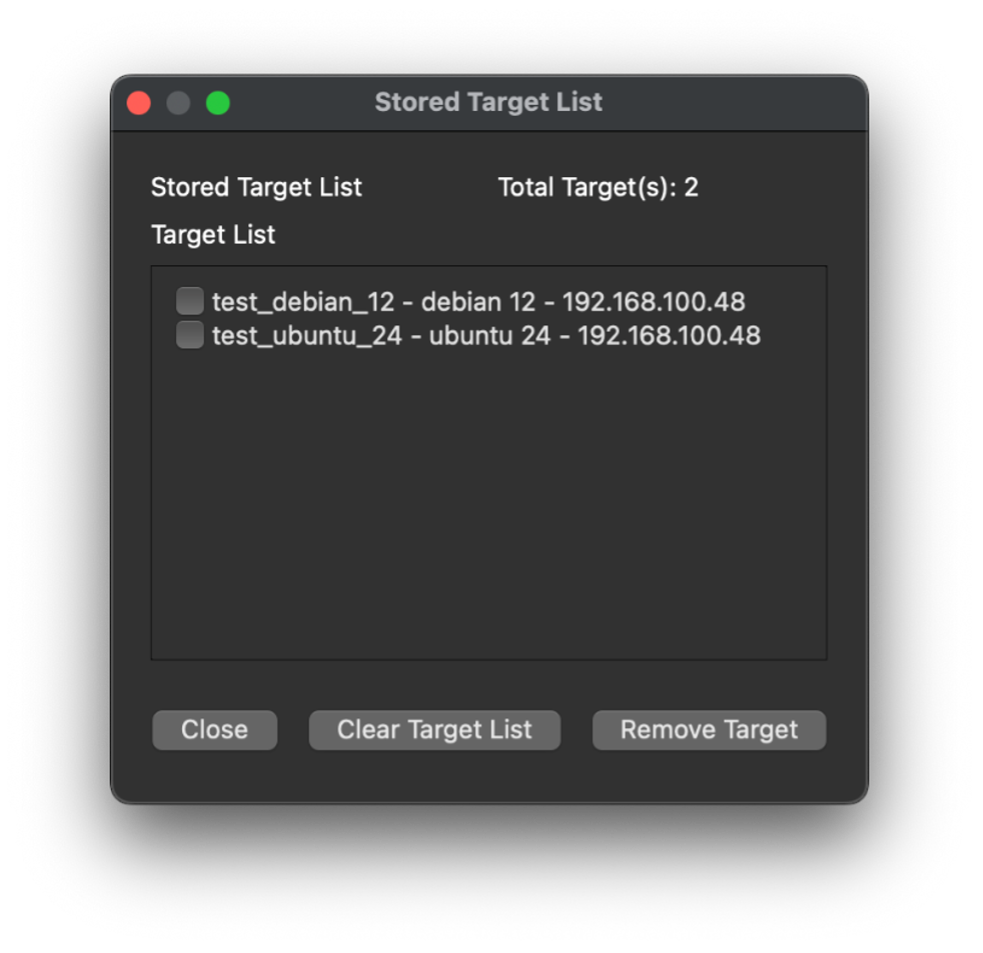 Stored Target List
Stored Target List Total Target(s): 2
Target List
test_debian_12 - debian 12 - 192.168.100.48
test_ubuntu_24 - ubuntu 24 - 192.168.100.48
Close Clear Target List Remove Target